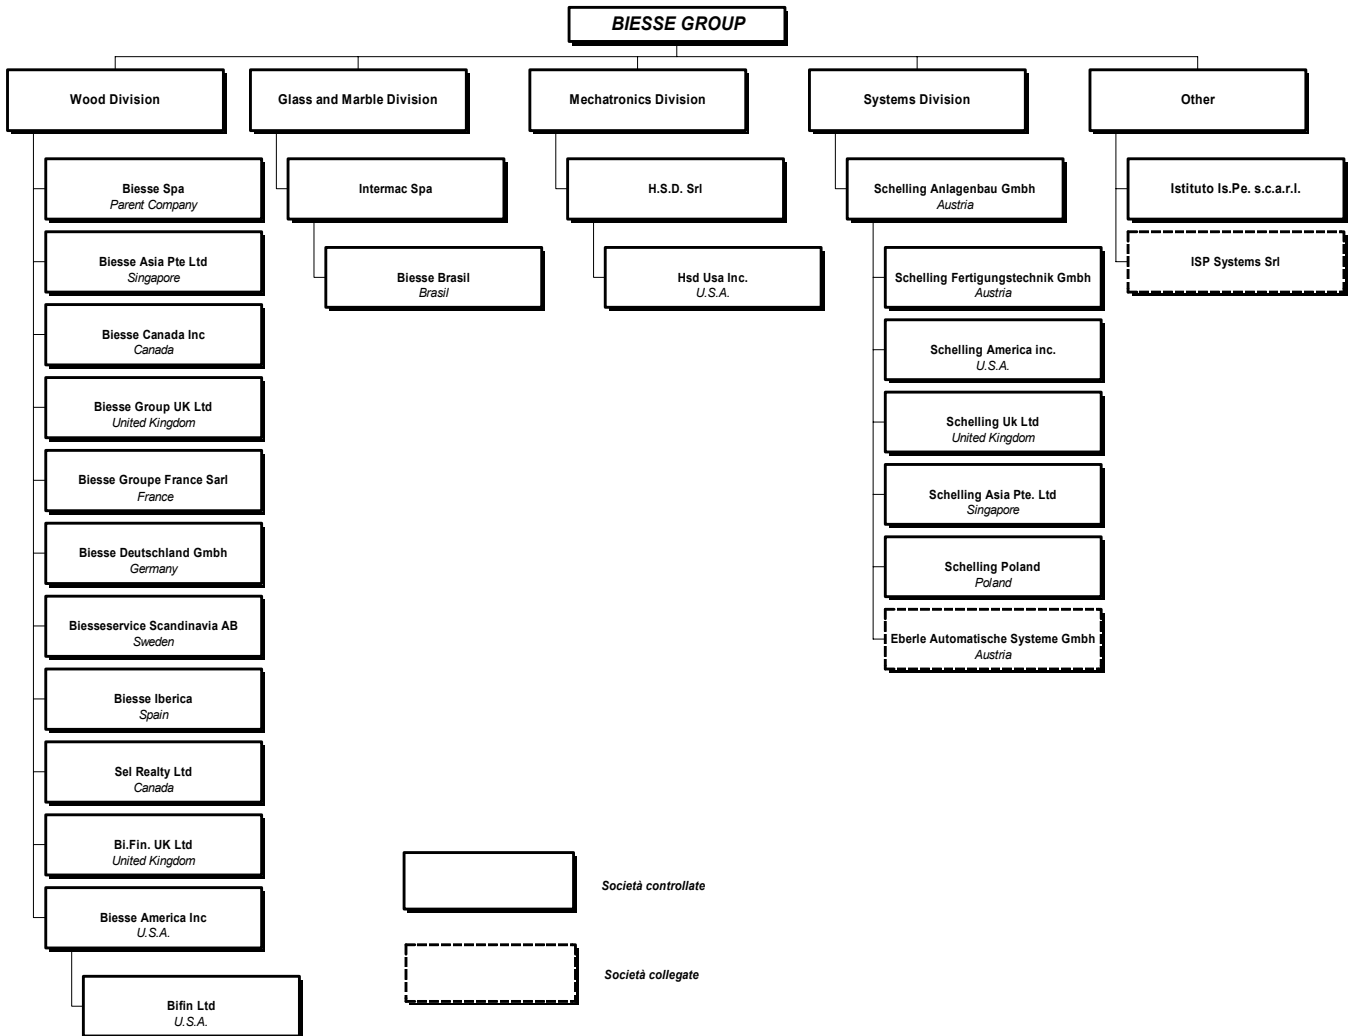 BIESSE GROUP
Wood Division
Glass and Marble Division
Mechatronics Division
Systems Division
Other
Biesse Spa
Parent Company
Biesse Asia Pte Ltd
Singapore
Biesse Canada Inc
Canada
Biesse Group UK Ltd
United Kingdom
Biesse Groupe France Sarl
France
Biesse Deutschland Gmbh
Germany
Biesseservice Scandinavia AB
Sweden
Biesse Iberica
Spain
Sel Realty Ltd
Canada
Bi.Fin. UK Ltd
United Kingdom
Biesse America Inc
U.S.A.
Bifin Ltd
U.S.A.
Intermac Spa
Biesse Brasil
Brasil
H.S.D. Srl
Hsd Usa Inc.
U.S.A.
Schelling Anlagenbau Gmbh
Austria
Schelling Fertigungstechnik Gmbh
Austria
Schelling America inc.
U.S.A.
Schelling Uk Ltd
United Kingdom
Schelling Asia Pte. Ltd
Singapore
Schelling Poland
Poland
Eberle Automatische Systeme Gmbh
Austria
Istituto Is.Pe. s.c.a.r.l.
ISP Systems Srl
Società controllate
Società collegate